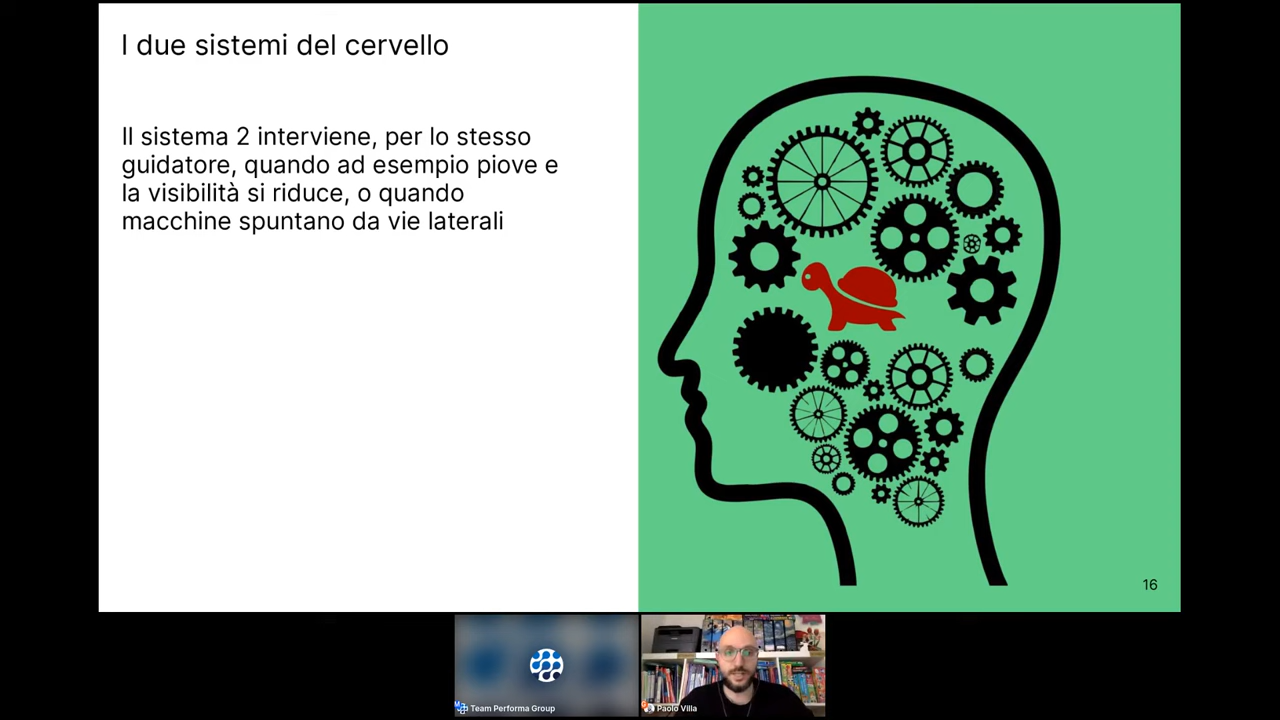 I due sistemi del cervello
Il sistema 2 interviene, per lo stesso
guidatore, quando ad esempio piove e
la visibilità si riduce, o quando
macchine spuntano da vie laterali
16
Team Performa Group
Paolo Villa